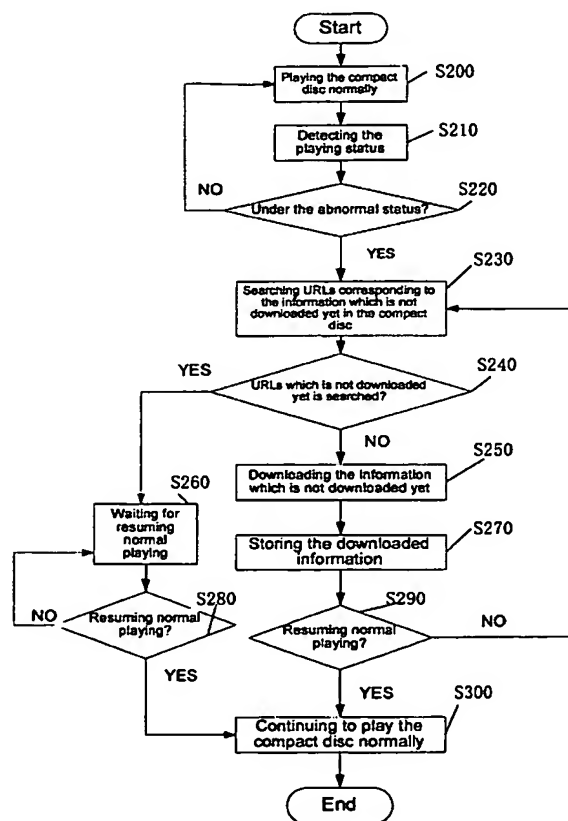 Start
Playing the compact
disc normally
S200
Detecting the
playing status
S210
NO
Under the abnormal status?
S220
YES
Searching URLs corresponding to
the information which is not
downloaded yet in the compact
disc
S230
YES
URLs which is not downloaded
yet is searched?
S240
NO
Downloading the information
which is not downloaded yet
S250
S260
Waiting for
resuming
normal
playing
Storing the downloaded
information
S270
NO
Resuming normal
playing?
S280
Resuming normal
playing?
S290
NO
YES
YES
Continuing to play the
compact disc normally
S300
End